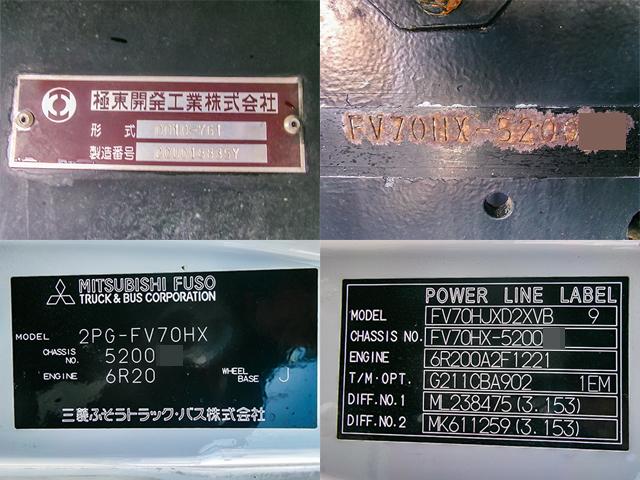 極東開発工業株式会社
形式 DD10-Y61
製造番号
FV70HX-5200
MITSUBISHI FUSO
TRUCK & BUS CORPORATION
MODEL 2PG-FV70HX
CHASSIS NO. 5200
ENGINE 6R20 WHEEL BASE J
三菱ふそうトラック・バス株式会社
POWER LINE LABEL
MODEL FV70HJXD2XVB 9
CHASSIS NO. FV70HX-5200
ENGINE 6R200A2F1221
T/M・OPT. G211CBA902 1EM
DIFF.NO.1 ML238475(3.153)
DIFF.NO.2 MK611259(3.153)